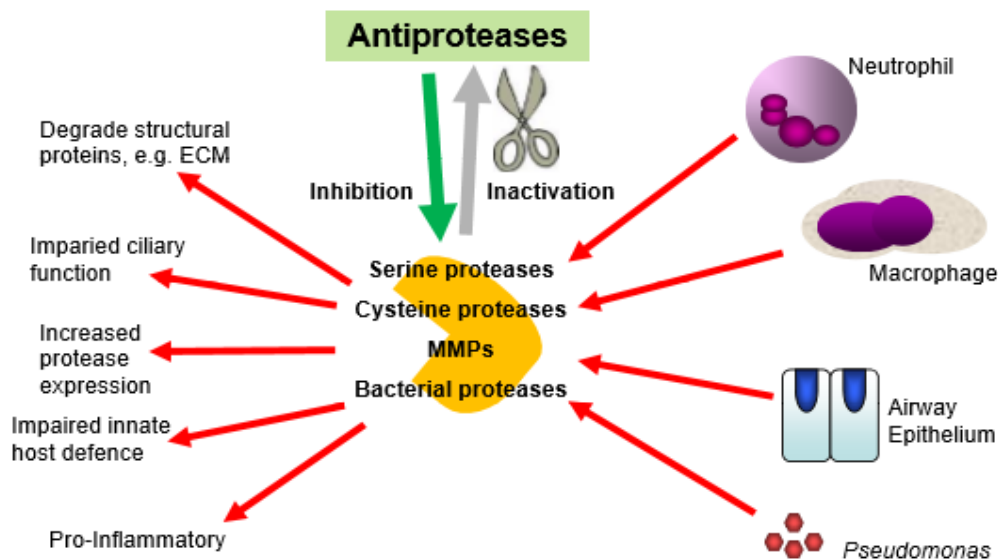 Antiproteases
Neutrophil
Degrade structural
proteins, e.g. ECM
Inhibition
Inactivation
Imparied ciliary
function
Serine proteases
Macrophage
Cysteine proteases
Increased
protease
expression
MMPs
Bacterial proteases
Airway
Epithelium
Impaired innate
host defence
Pro-Inflammatory
Pseudomonas